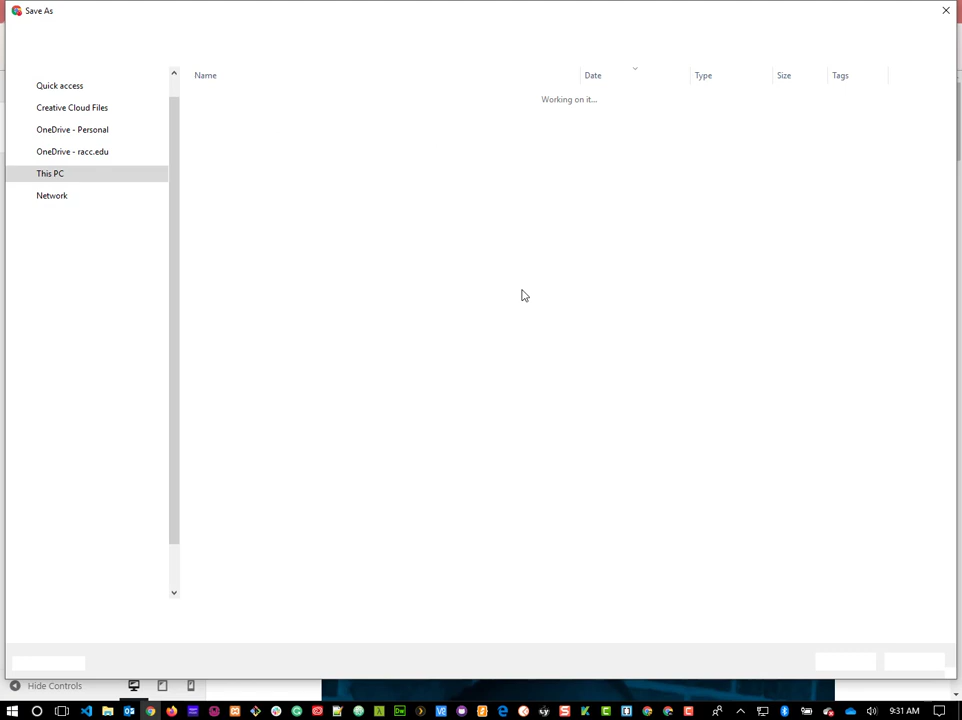 Save As
Name
Date
Type
Size
Tags
Working on it...
Quick access
Creative Cloud Files
OneDrive - Personal
OneDrive - racc.edu
This PC
Network
Hide Controls
9:31 AM